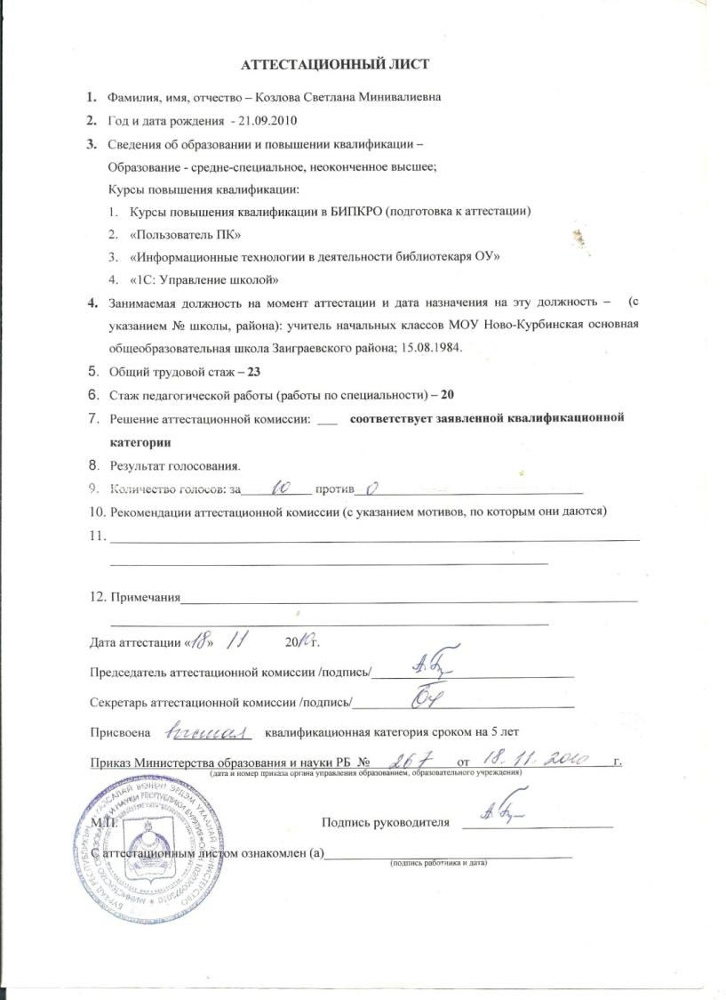 АТТЕСТАЦИОННЫЙ ЛИСТ
1. Фамилия, имя, отчество – Козлова Светлана Минивалиевна
2. Год и дата рождения - 21.09.2010
3. Сведения об образовании и повышении квалификации –
Образование - средне-специальное, неоконченное высшее;
Курсы повышения квалификации:
1. Курсы повышения квалификации в БИПКРО (подготовка к аттестации)
2. «Пользователь ПК»
3. «Информационные технологии в деятельности библиотекаря ОУ»
4. «1С: Управление школой»
4. Занимаемая должность на момент аттестации и дата назначения на эту должность – (с
указанием № школы, района): учитель начальных классов МОУ Ново-Курбинская основная
общеобразовательная школа Заиграевского района; 15.08.1984.
5. Общий трудовой стаж – 23
6. Стаж педагогической работы (работы по специальности) – 20
7. Решение аттестационной комиссии: ___ соответствует заявленной квалификационной
категории
8. Результат голосования.
9. Количество голосов: за 10 против 0
10. Рекомендации аттестационной комиссии (с указанием мотивов, по которым они даются)
11.
12. Примечания
Дата аттестации «18» 11 2010г.
Председатель аттестационной комиссии /подпись/
Секретарь аттестационной комиссии /подпись/
Присвоена высшая квалификационная категория сроком на 5 лет
Приказ Министерства образования и науки РБ № 267 от 18.11.2010 г.
(дата и номер приказа органа управления образованием, образовательного учреждения)
М.П. Подпись руководителя
С аттестационным листом ознакомлен (а)
(подпись работника и дата)